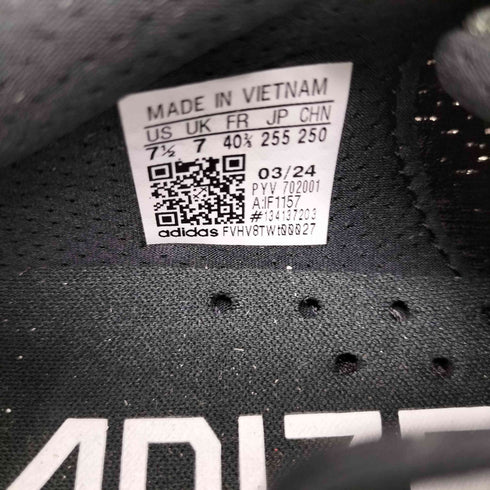 MADE IN VIETNAM
US UK FR JP CHN
7½ 7 40⅔ 255 250
03/24
PYV 702001
A:IF1157
#134137203
adidas FVHV8TWt00027